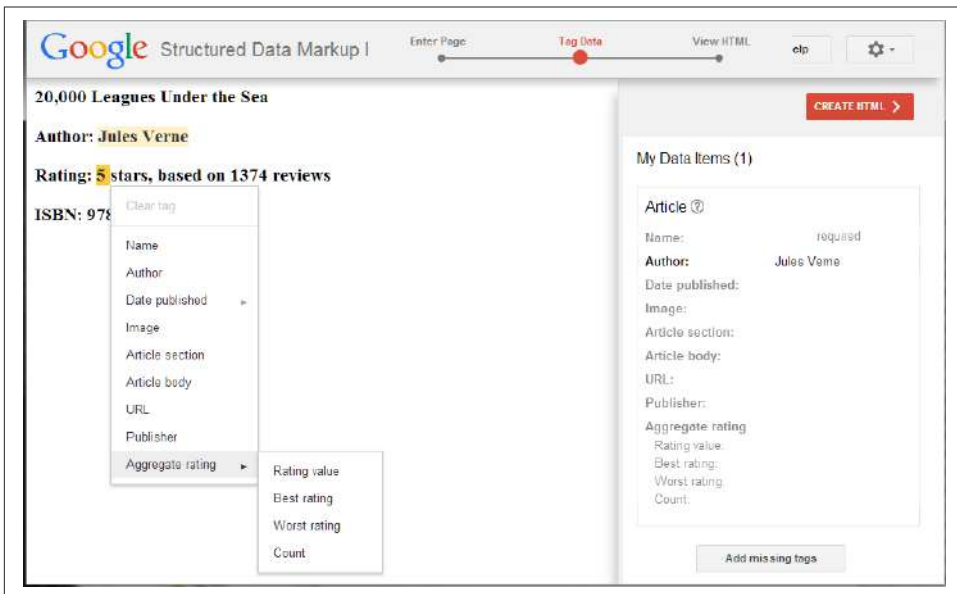 Google Structured Data Markup I
Enter Page
Tag Data
View HTML
elp
20,000 Leagues Under the Sea
Author: Jules Verne
Rating: 5 stars, based on 1374 reviews
ISBN: 978
Clear tag
Name
Author
Date published
Image
Article section
Article body
URL
Publisher
Aggregate rating
Rating value
Best rating
Worst rating
Count
CREATE HTML
My Data Items (1)
Article
Name: required
Author: Jules Verne
Date published:
Image:
Article section:
Article body:
URL:
Publisher:
Aggregate rating
Rating value:
Best rating:
Worst rating:
Count:
Add missing tags